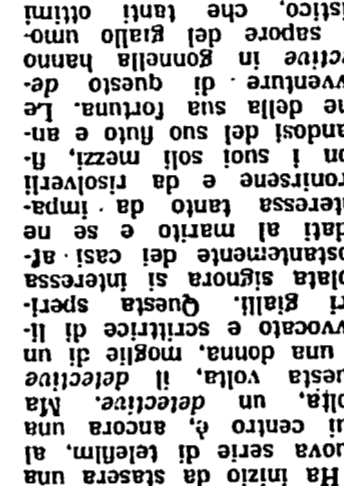 Ha inizio da stasera una
uova serie di telefilm, al
ui centro è, ancora una
olta, un detective. Ma
uesta volta, il detective
una donna, moglie di un
vvocato e scrittrice di li-
ri gialli. Questa speri-
olata signora si interessa
ostantemente dei casi af-
dati al marito e se ne
teressa tanto da impa-
ronirsene e da risolverli
on i suoi soli mezzi, fi-
andosi del suo fiuto e an-
he della sua fortuna. Le
vventure di questo de-
ective in gonnella hanno
sapore del giallo umo-
istico, che tanti ottimi